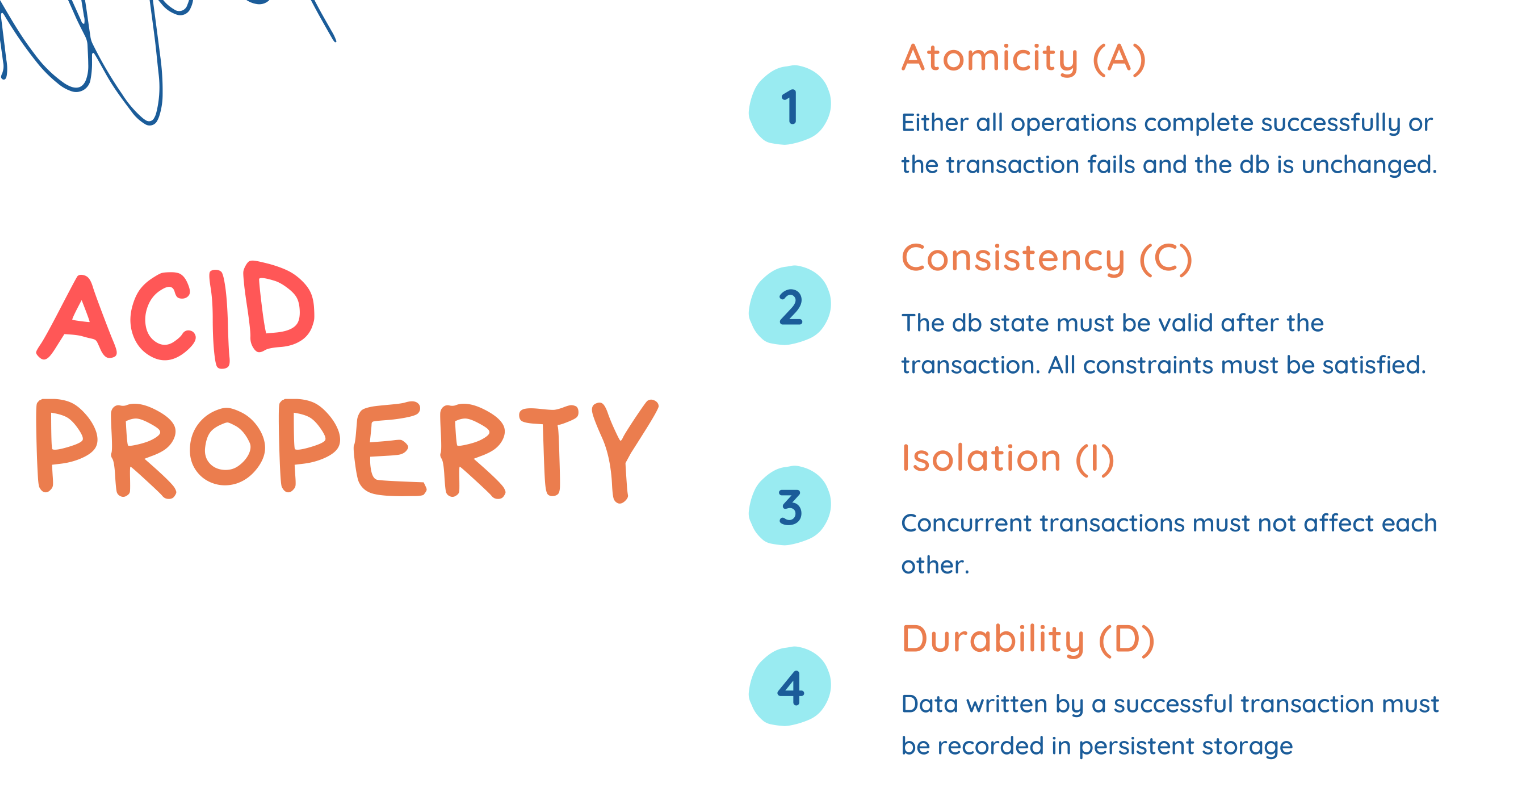 ACID
PROPERTY
1
Atomicity (A)
Either all operations complete successfully or
the transaction fails and the db is unchanged.
2
Consistency (C)
The db state must be valid after the
transaction. All constraints must be satisfied.
3
Isolation (I)
Concurrent transactions must not affect each
other.
4
Durability (D)
Data written by a successful transaction must
be recorded in persistent storage